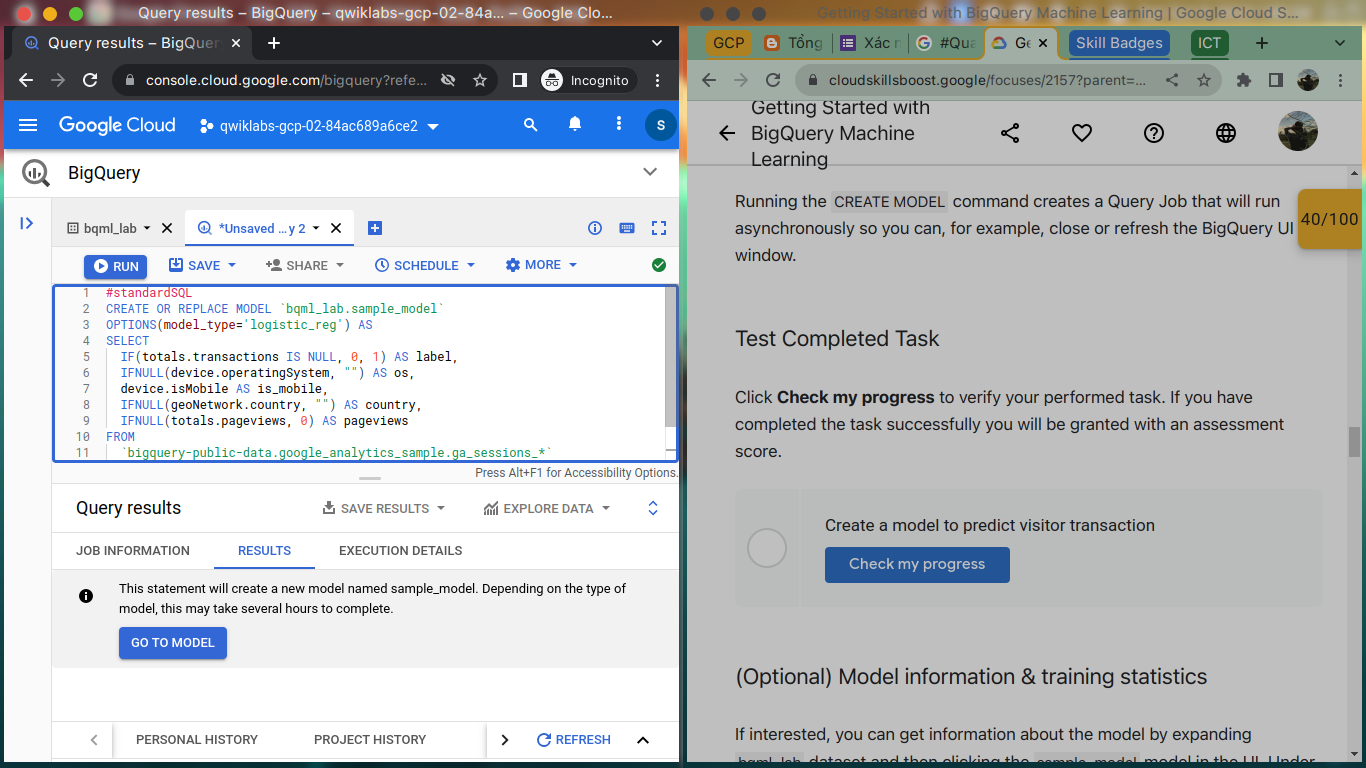 Query results – BigQuery – qwiklabs-gcp-02-84a... – Google Clo...
Query results – BigQuer
console.cloud.google.com/bigquery?refe...
Incognito
Google Cloud
qwiklabs-gcp-02-84ac689a6ce2
S
BigQuery
bqml_lab
*Unsaved ...y 2
RUN
SAVE
SHARE
SCHEDULE
MORE
1 #standardSQL
2 CREATE OR REPLACE MODEL `bqml_lab.sample_model`
3 OPTIONS(model_type='logistic_reg') AS
4 SELECT
5 IF(totals.transactions IS NULL, 0, 1) AS label,
6 IFNULL(device.operatingSystem, "") AS os,
7 device.isMobile AS is_mobile,
8 IFNULL(geoNetwork.country, "") AS country,
9 IFNULL(totals.pageviews, 0) AS pageviews
10 FROM
11 `bigquery-public-data.google_analytics_sample.ga_sessions_*`
Press Alt+F1 for Accessibility Options.
Query results
SAVE RESULTS
EXPLORE DATA
JOB INFORMATION
RESULTS
EXECUTION DETAILS
This statement will create a new model named sample_model. Depending on the type of
model, this may take several hours to complete.
GO TO MODEL
PERSONAL HISTORY
PROJECT HISTORY
REFRESH
Getting Started with BigQuery Machine Learning | Google Cloud S...
GCP
Tổng
Xác n
#Qua
Ge
Skill Badges
ICT
cloudskillsboost.google/focuses/2157?parent=...
Getting Started with
BigQuery Machine
Learning
Running the CREATE MODEL command creates a Query Job that will run
asynchronously so you can, for example, close or refresh the BigQuery UI
window.
40/100
Test Completed Task
Click Check my progress to verify your performed task. If you have
completed the task successfully you will be granted with an assessment
score.
Create a model to predict visitor transaction
Check my progress
(Optional) Model information & training statistics
If interested, you can get information about the model by expanding
bqml_lab dataset and then clicking the sample_model model in the UI. Under